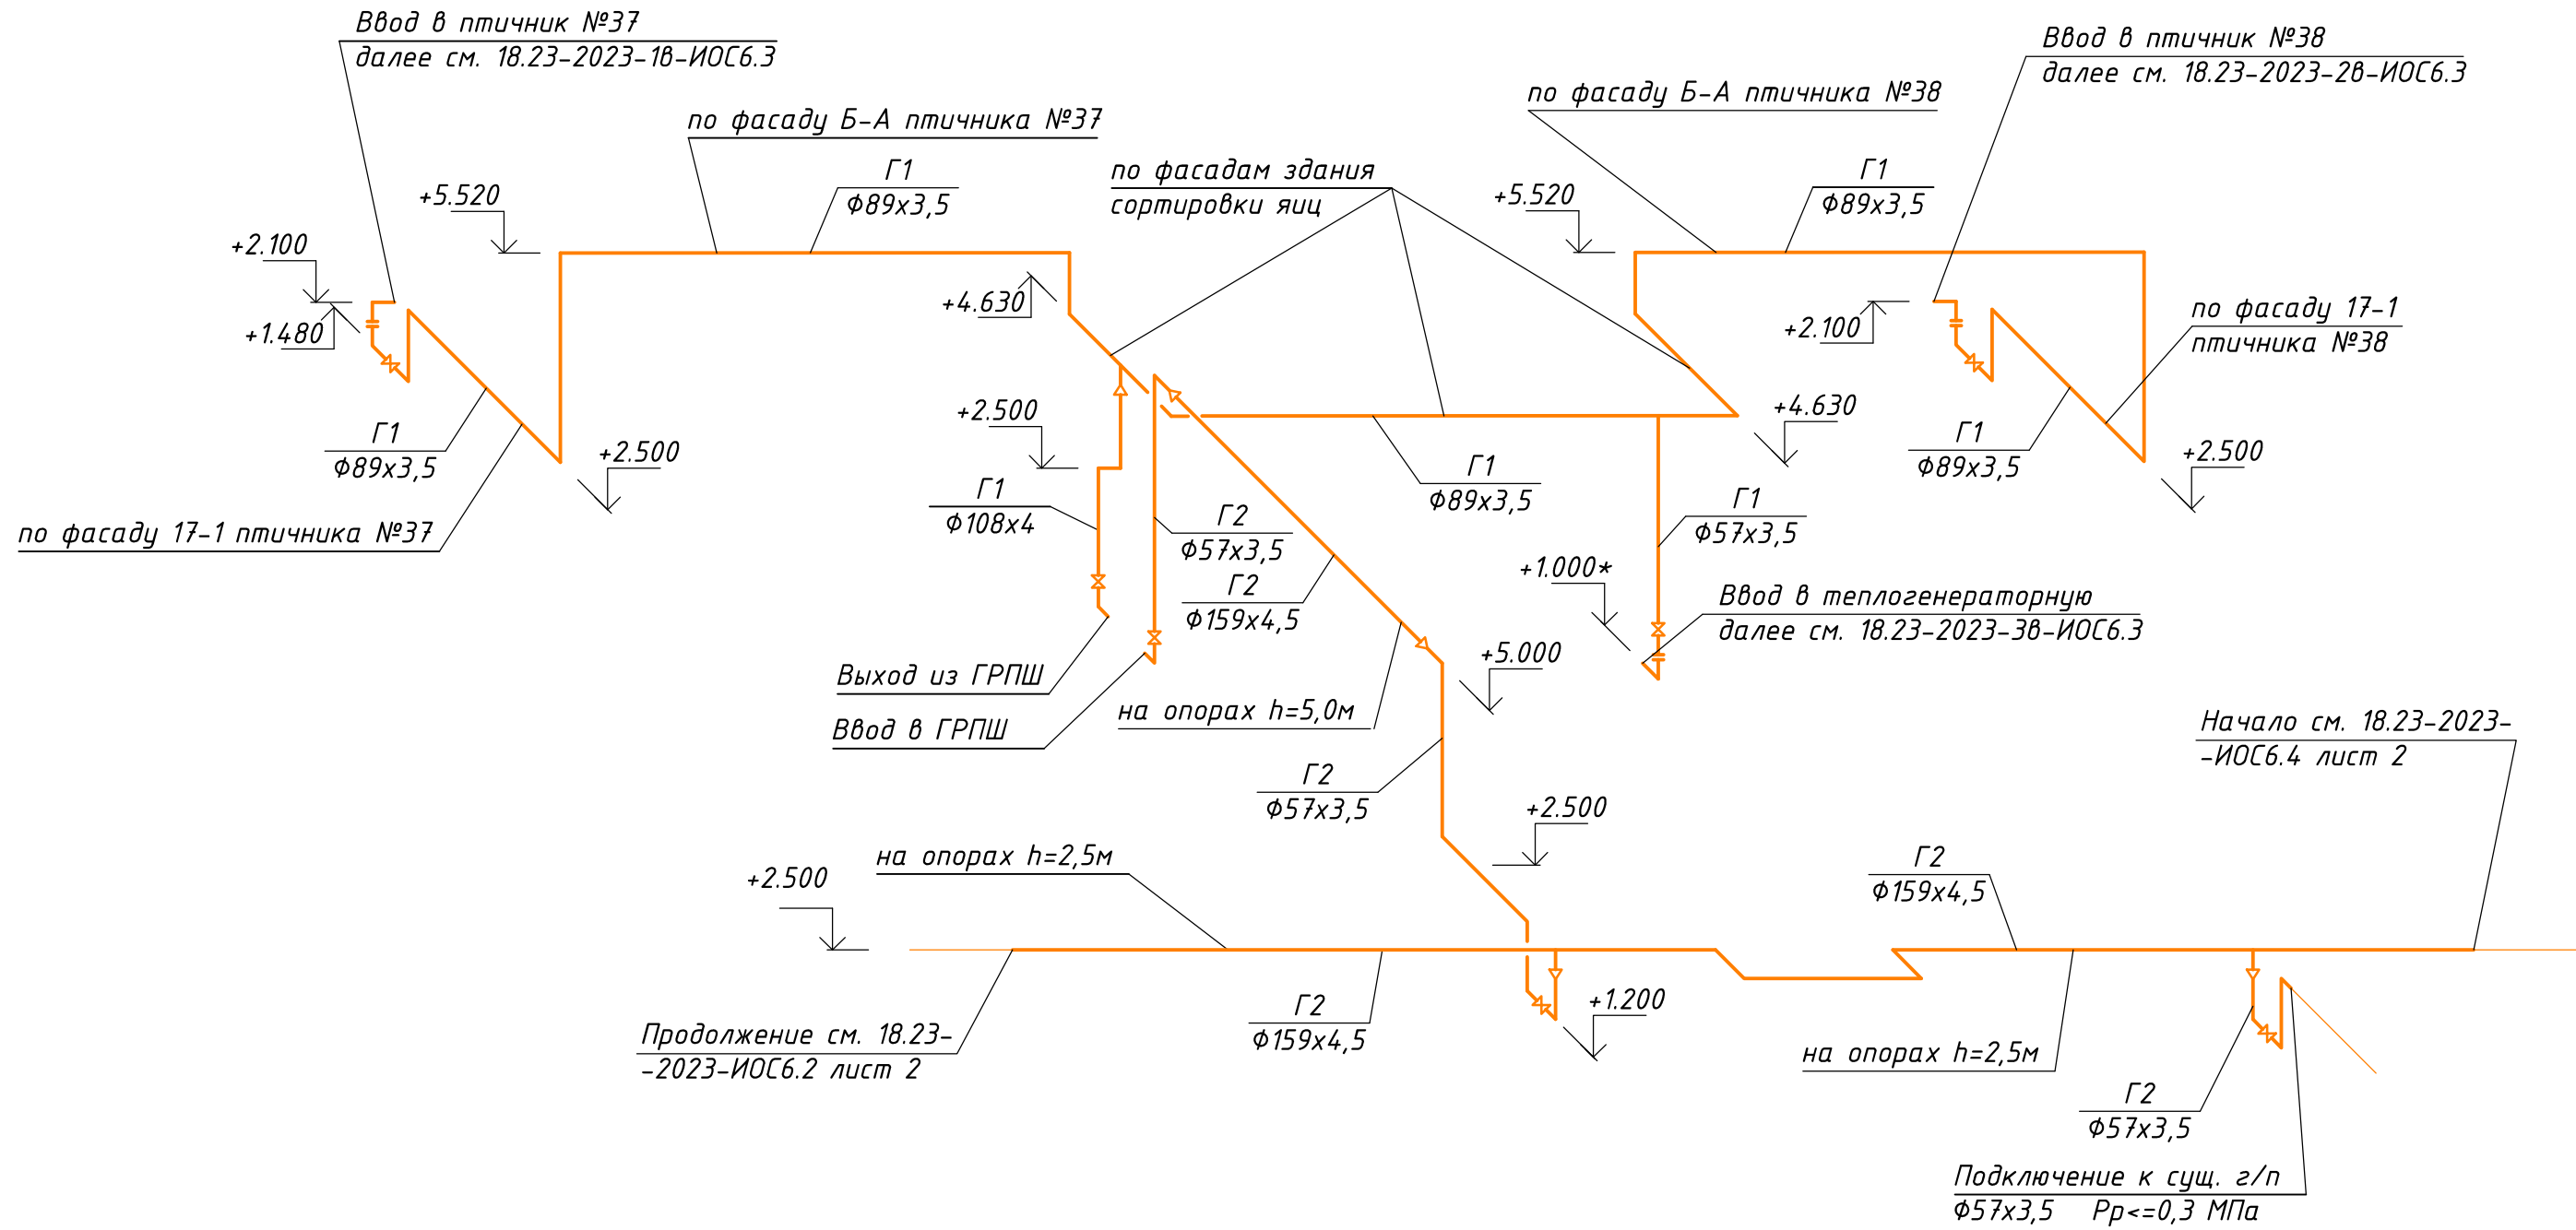 Ввод в птичник №37
далее см. 18.23-2023-1в-ИОС6.3
Ввод в птичник №38
далее см. 18.23-2023-2в-ИОС6.3
по фасаду Б-А птичника №37
по фасаду Б-А птичника №38
Г1
Ф89х3,5
по фасадам здания
сортировки яиц
Г1
Ф89х3,5
+5.520
+5.520
+2.100
+1.480
+4.630
+2.100
по фасаду 17-1
птичника №38
Г1
Ф89х3,5
+2.500
+2.500
+4.630
Г1
Ф89х3,5
+2.500
по фасаду 17-1 птичника №37
Г1
Ф108х4
Г2
Ф57х3,5
Г1
Ф89х3,5
Г1
Ф57х3,5
Г2
Ф159х4,5
+1.000*
Ввод в теплогенераторную
далее см. 18.23-2023-3в-ИОС6.3
Выход из ГРПШ
Ввод в ГРПШ
на опорах h=5,0м
+5.000
Начало см. 18.23-2023-
-ИОС6.4 лист 2
Г2
Ф57х3,5
+2.500
+2.500
на опорах h=2,5м
Г2
Ф159х4,5
Продолжение см. 18.23-
-2023-ИОС6.2 лист 2
Г2
Ф159х4,5
+1.200
на опорах h=2,5м
Г2
Ф57х3,5
Подключение к сущ. г/п
Ф57х3,5 Рр<=0,3 МПа